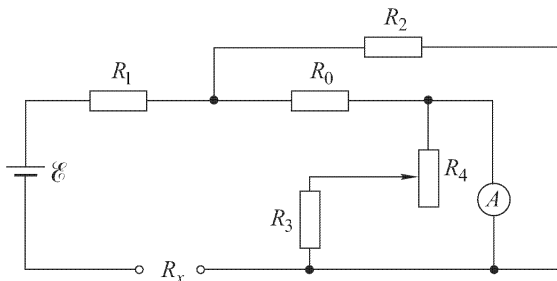 R₂
R₁ R₀
ℰ R₄
R₃ A
Rₓ